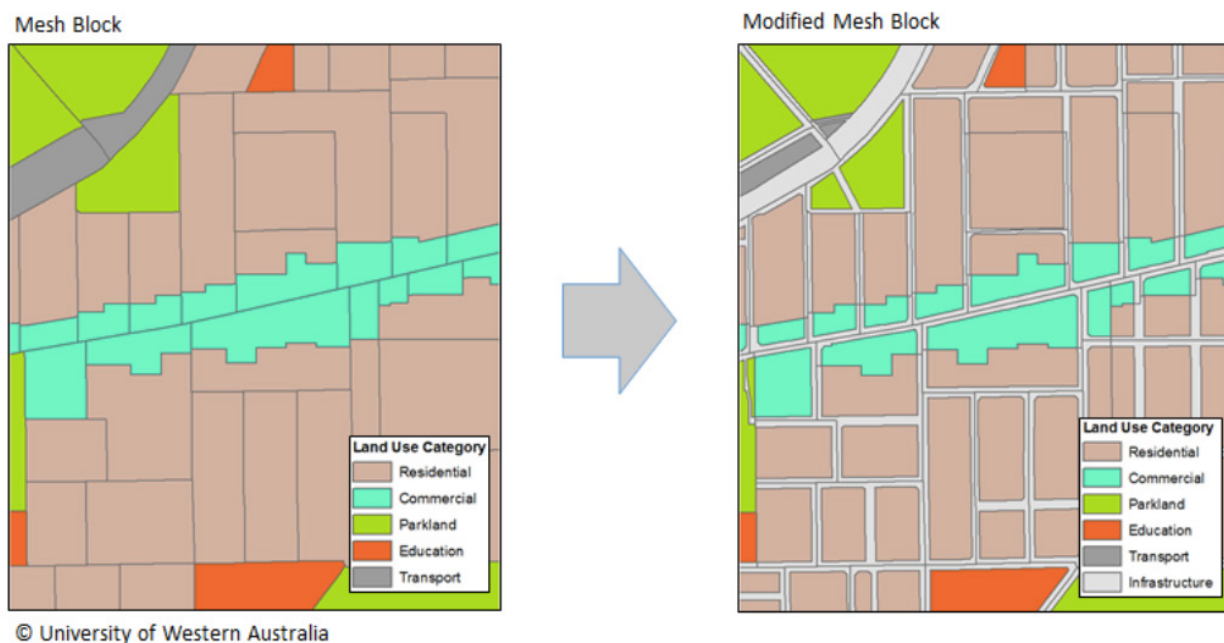 Mesh Block
Modified Mesh Block
Land Use Category
Residential
Commercial
Parkland
Education
Transport
Land Use Category
Residential
Commercial
Parkland
Education
Transport
Infrastructure
© University of Western Australia